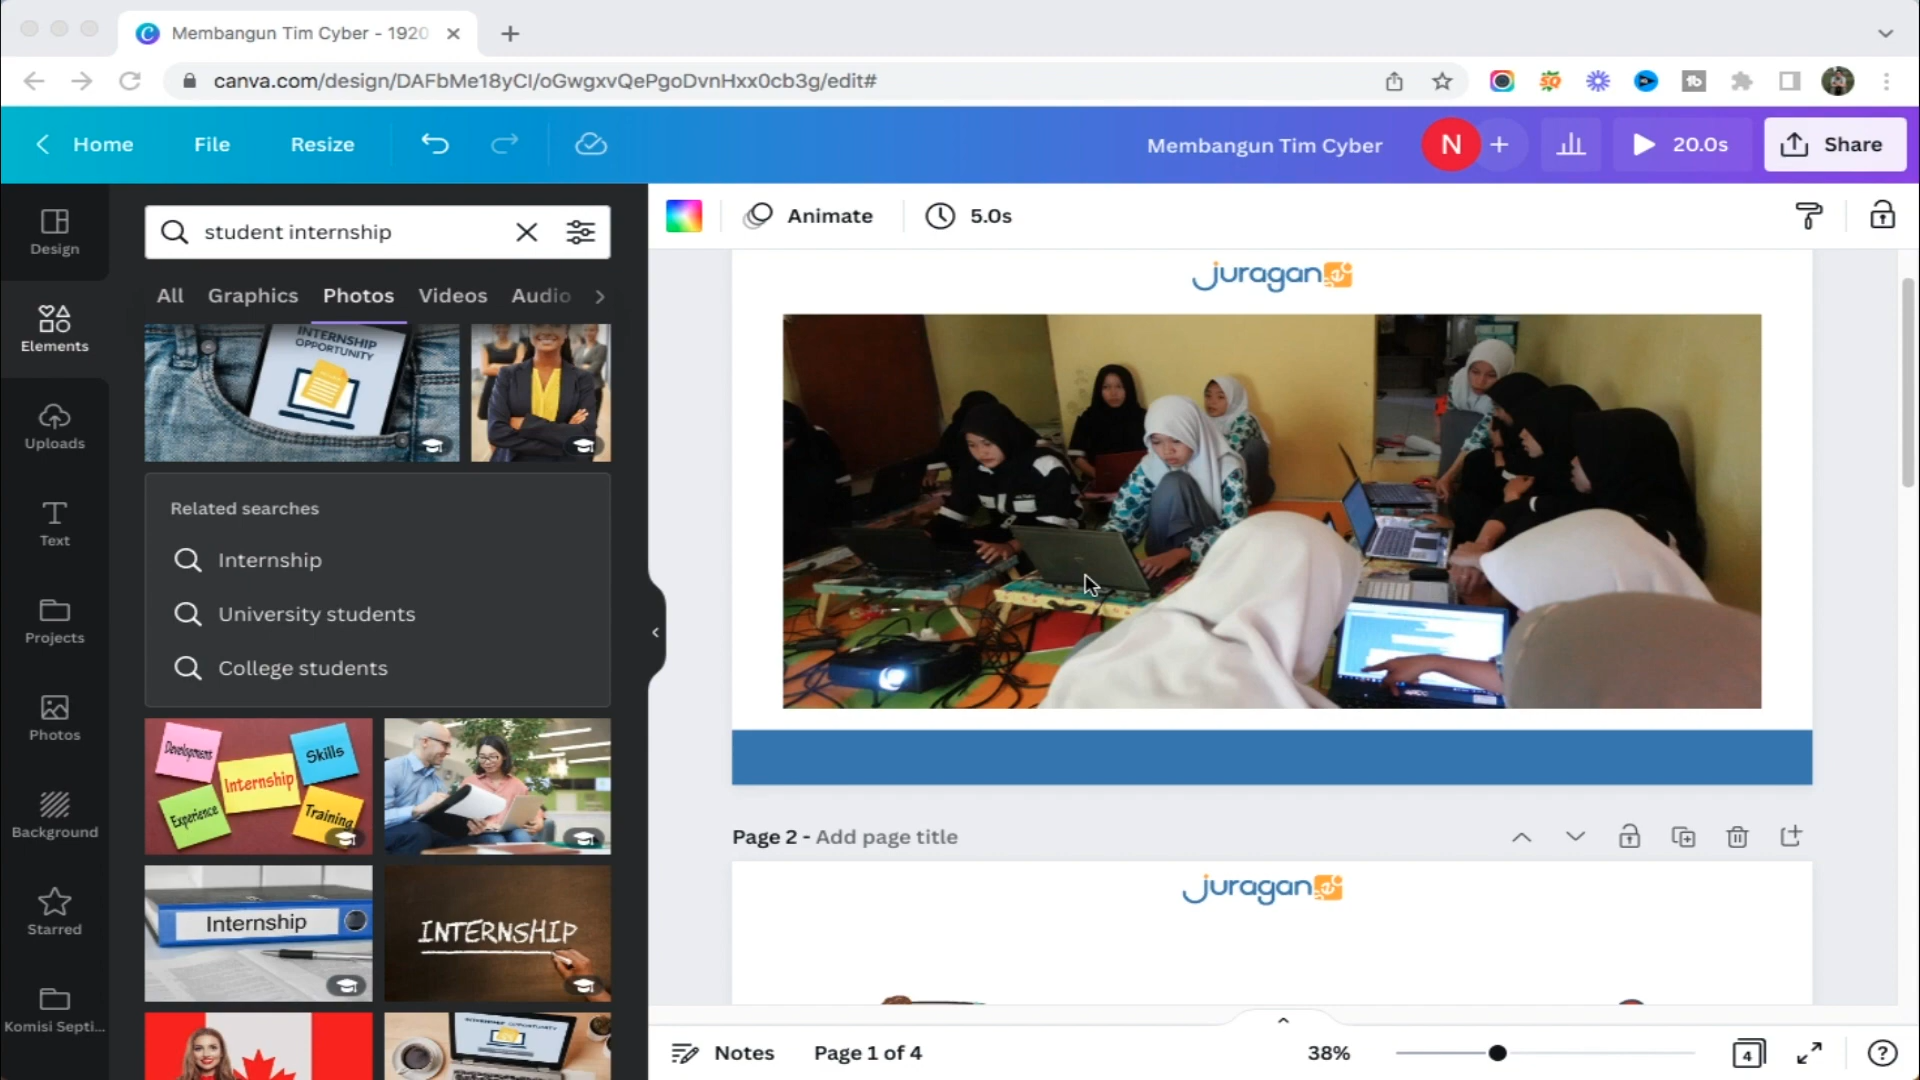 Membangun Tim Cyber - 1920
canva.com/design/DAFbMe18yCI/oGwgxvQePgoDvnHxx0cb3g/edit#
Home File Resize
Membangun Tim Cyber N 20.0s Share
Design
Elements
Uploads
Text
Projects
Photos
Background
Starred
Komisi Septi...
student internship
All Graphics Photos Videos Audio
INTERNSHIP
OPPORTUNITY
Related searches
Internship
University students
College students
Development
Skills
Internship
Experience
Training
Internship
INTERNSHIP
INTERNSHIP OPPORTUNITY
Animate 5.0s
juragan
Page 2 - Add page title
juragan
Notes Page 1 of 4 38% 4